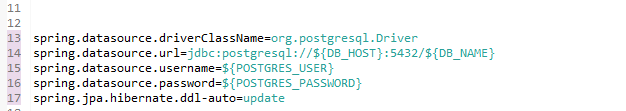 11
12
13 spring.datasource.driverClassName=org.postgresql.Driver
14 spring.datasource.url=jdbc:postgresql://${DB_HOST}:5432/${DB_NAME}
15 spring.datasource.username=${POSTGRES_USER}
16 spring.datasource.password=${POSTGRES_PASSWORD}
17 spring.jpa.hibernate.ddl-auto=update